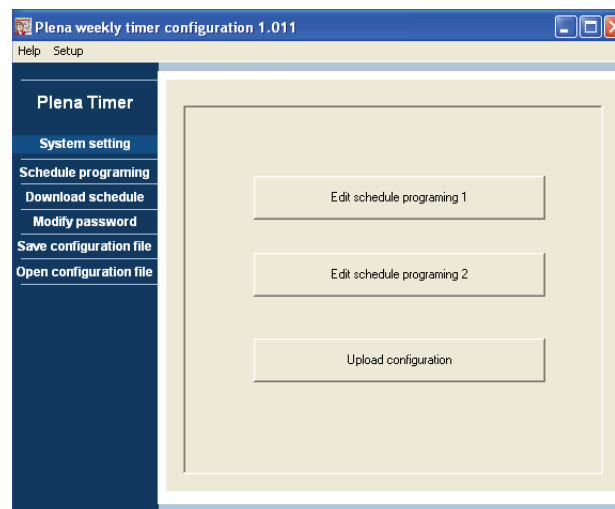 Plena weekly timer configuration 1.011
Help Setup
Plena Timer
System setting
Schedule programing
Download schedule
Modify password
Save configuration file
Open configuration file
Edit schedule programing 1
Edit schedule programing 2
Upload configuration